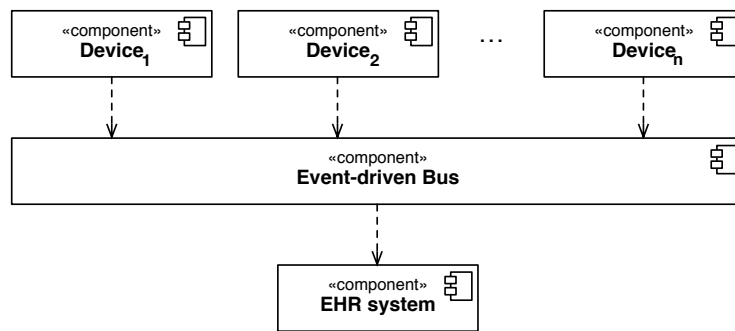 «component»
Device1
«component»
Device2
...
«component»
Devicen
«component»
Event-driven Bus
«component»
EHR system